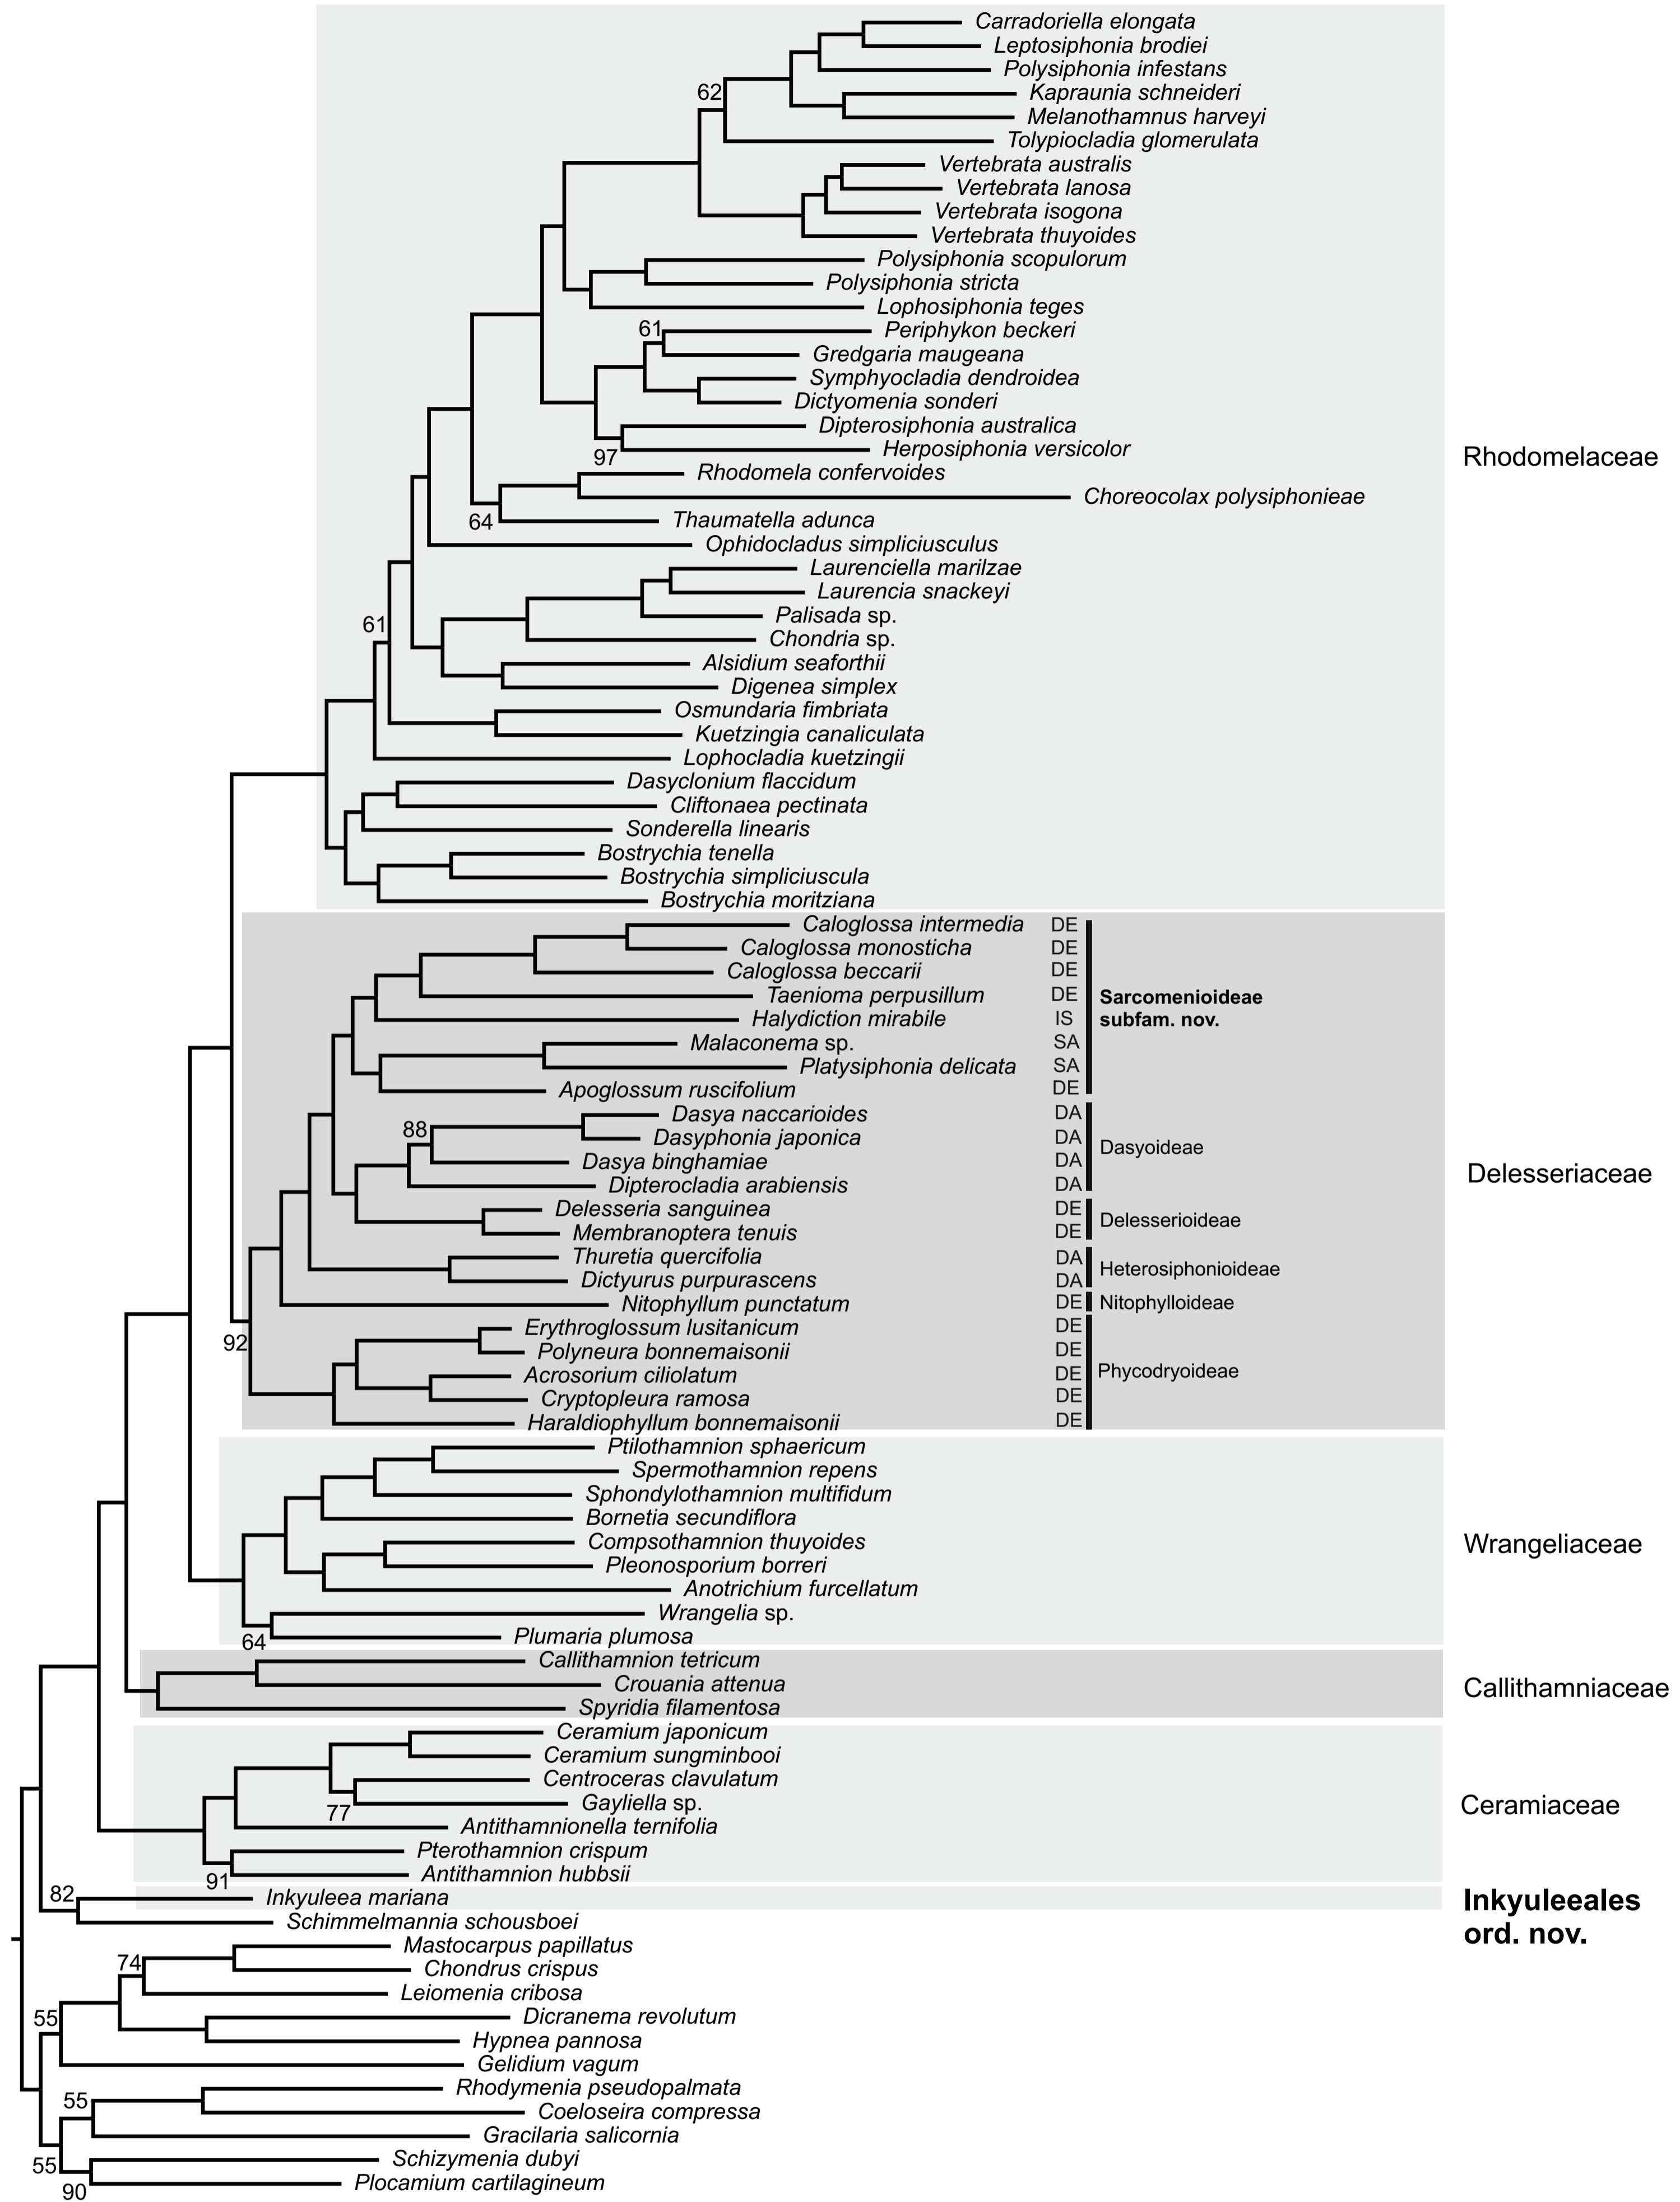 Carradoriella elongata
Leptosiphonia brodiei
Polysiphonia infestans
Kapraunia schneideri
62
Melanothamnus harveyi
Tolypiocladia glomerulata
Vertebrata australis
Vertebrata lanosa
Vertebrata isogona
Vertebrata thuyoides
Polysiphonia scopulorum
Polysiphonia stricta
Lophosiphonia teges
61
Periphykon beckeri
Gredgaria maugeana
Symphyocladia dendroidea
Dictyomenia sonderi
Dipterosiphonia australica
Herposiphonia versicolor
97
Rhodomelaceae
Rhodomela confervoides
Choreocolax polysiphonieae
64
Thaumatella adunca
Ophidocladus simpliciusculus
Laurenciella marilzae
Laurencia snackeyi
Palisada sp.
61
Chondria sp.
Alsidium seaforthii
Digenea simplex
Osmundaria fimbriata
Kuetzingia canaliculata
Lophocladia kuetzingii
Dasyclonium flaccidum
Cliftonaea pectinata
Sonderella linearis
Bostrychia tenella
Bostrychia simpliciuscula
Bostrychia moritziana
Caloglossa intermedia DE
Caloglossa monosticha DE
Caloglossa beccarii DE
Taenioma perpusillum DE
Sarcomenioideae
subfam. nov.
Halydiction mirabile IS
Malaconema sp. SA
Platysiphonia delicata SA
Apoglossum ruscifolium DE
Dasya naccarioides DA
88
Dasyphonia japonica DA
Dasyoideae
Dasya binghamiae DA
Delesseriaceae
Dipterocladia arabiensis DA
Delesseria sanguinea DE
Delesserioideae
Membranoptera tenuis DE
Thuretia quercifolia DA
Heterosiphonioideae
Dictyurus purpurascens DA
Nitophyllum punctatum DE Nitophylloideae
Erythroglossum lusitanicum DE
92
Polyneura bonnemaisonii DE
Phycodryoideae
Acrosorium ciliolatum DE
Cryptopleura ramosa DE
Haraldiophyllum bonnemaisonii DE
Ptilothamnion sphaericum
Spermothamnion repens
Sphondylothamnion multifidum
Bornetia secundiflora
Compsothamnion thuyoides
Wrangeliaceae
Pleonosporium borreri
Anotrichium furcellatum
Wrangelia sp.
64
Plumaria plumosa
Callithamnion tetricum
Crouania attenua
Callithamniaceae
Spyridia filamentosa
Ceramium japonicum
Ceramium sungminbooi
Centroceras clavulatum
77
Gayliella sp.
Ceramiaceae
Antithamnionella ternifolia
Pterothamnion crispum
91
Antithamnion hubbsii
82
Inkyuleea mariana
Inkyuleeales
ord. nov.
Schimmelmannia schousboei
Mastocarpus papillatus
74
Chondrus crispus
Leiomenia cribosa
55
Dicranema revolutum
Hypnea pannosa
Gelidium vagum
Rhodymenia pseudopalmata
55
Coeloseira compressa
Gracilaria salicornia
55
Schizymenia dubyi
90
Plocamium cartilagineum